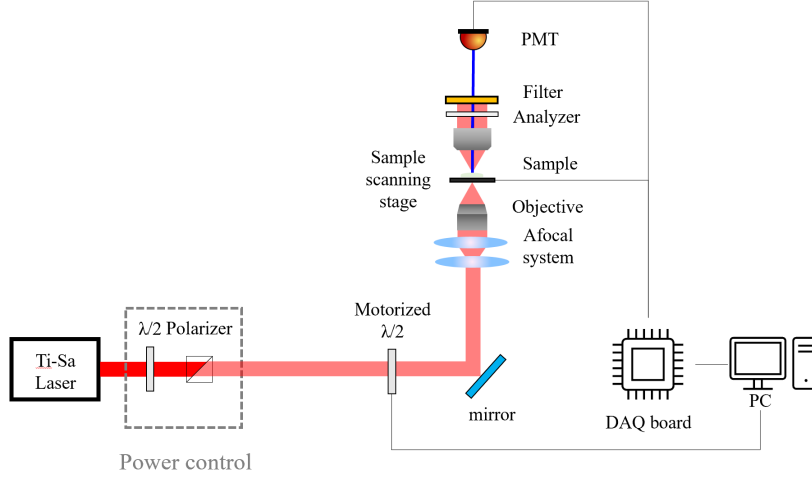 PMT
Filter
Analyzer
Sample
scanning
stage
Sample
Objective
Afocal
system
Motorized
λ/2
λ/2 Polarizer
Ti-Sa
Laser
mirror
PC
DAQ board
Power control